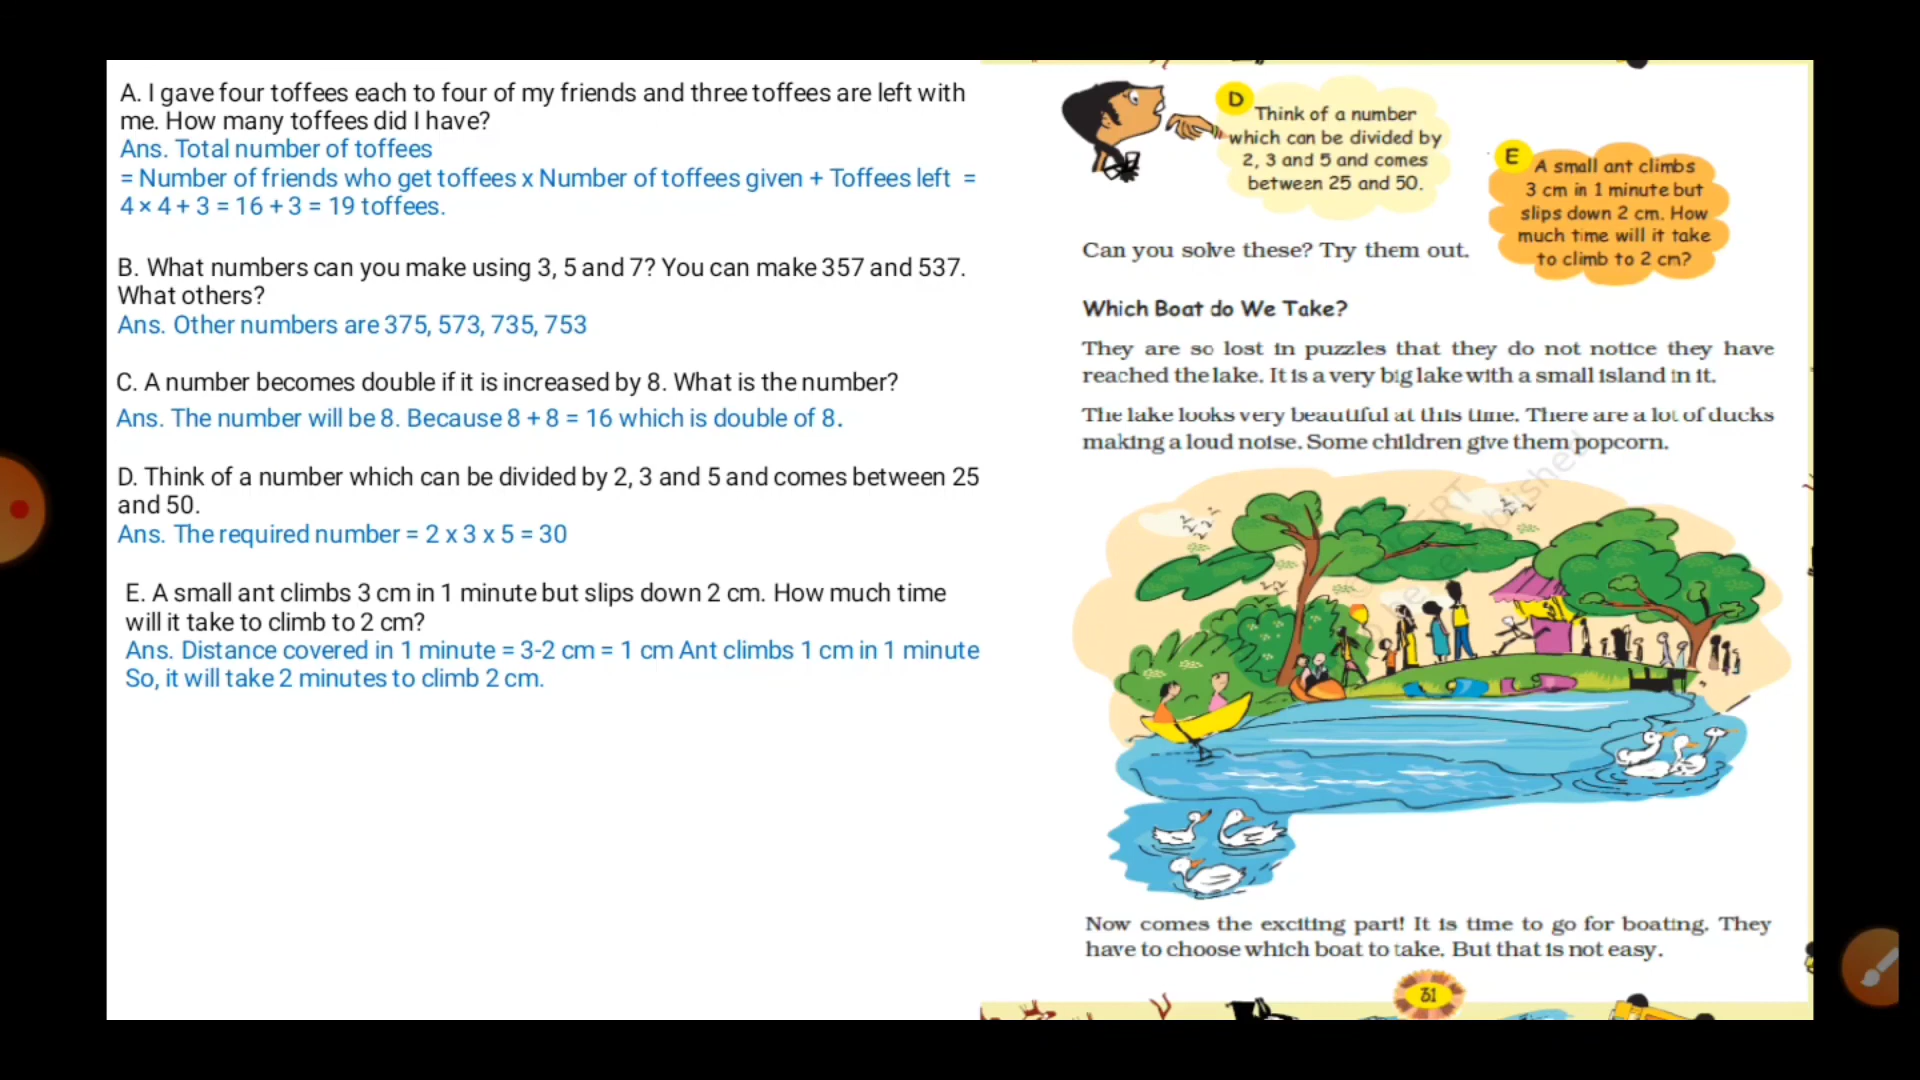 A. I gave four toffees each to four of my friends and three toffees are left with
me. How many toffees did I have?
Ans. Total number of toffees
= Number of friends who get toffees x Number of toffees given + Toffees left =
4 × 4 + 3 = 16 + 3 = 19 toffees.
B. What numbers can you make using 3, 5 and 7? You can make 357 and 537.
What others?
Ans. Other numbers are 375, 573, 735, 753
C. A number becomes double if it is increased by 8. What is the number?
Ans. The number will be 8. Because 8 + 8 = 16 which is double of 8.
D. Think of a number which can be divided by 2, 3 and 5 and comes between 25
and 50.
Ans. The required number = 2 x 3 x 5 = 30
E. A small ant climbs 3 cm in 1 minute but slips down 2 cm. How much time
will it take to climb to 2 cm?
Ans. Distance covered in 1 minute = 3-2 cm = 1 cm Ant climbs 1 cm in 1 minute
So, it will take 2 minutes to climb 2 cm.
D
Think of a number
which can be divided by
2, 3 and 5 and comes
between 25 and 50.
E
A small ant climbs
3 cm in 1 minute but
slips down 2 cm. How
much time will it take
to climb to 2 cm?
Can you solve these? Try them out.
Which Boat do We Take?
They are so lost in puzzles that they do not notice they have
reached the lake. It is a very big lake with a small island in it.
The lake looks very beautiful at this time. There are a lot of ducks
making a loud noise. Some children give them popcorn.
Now comes the exciting part! It is time to go for boating. They
have to choose which boat to take. But that is not easy.
31